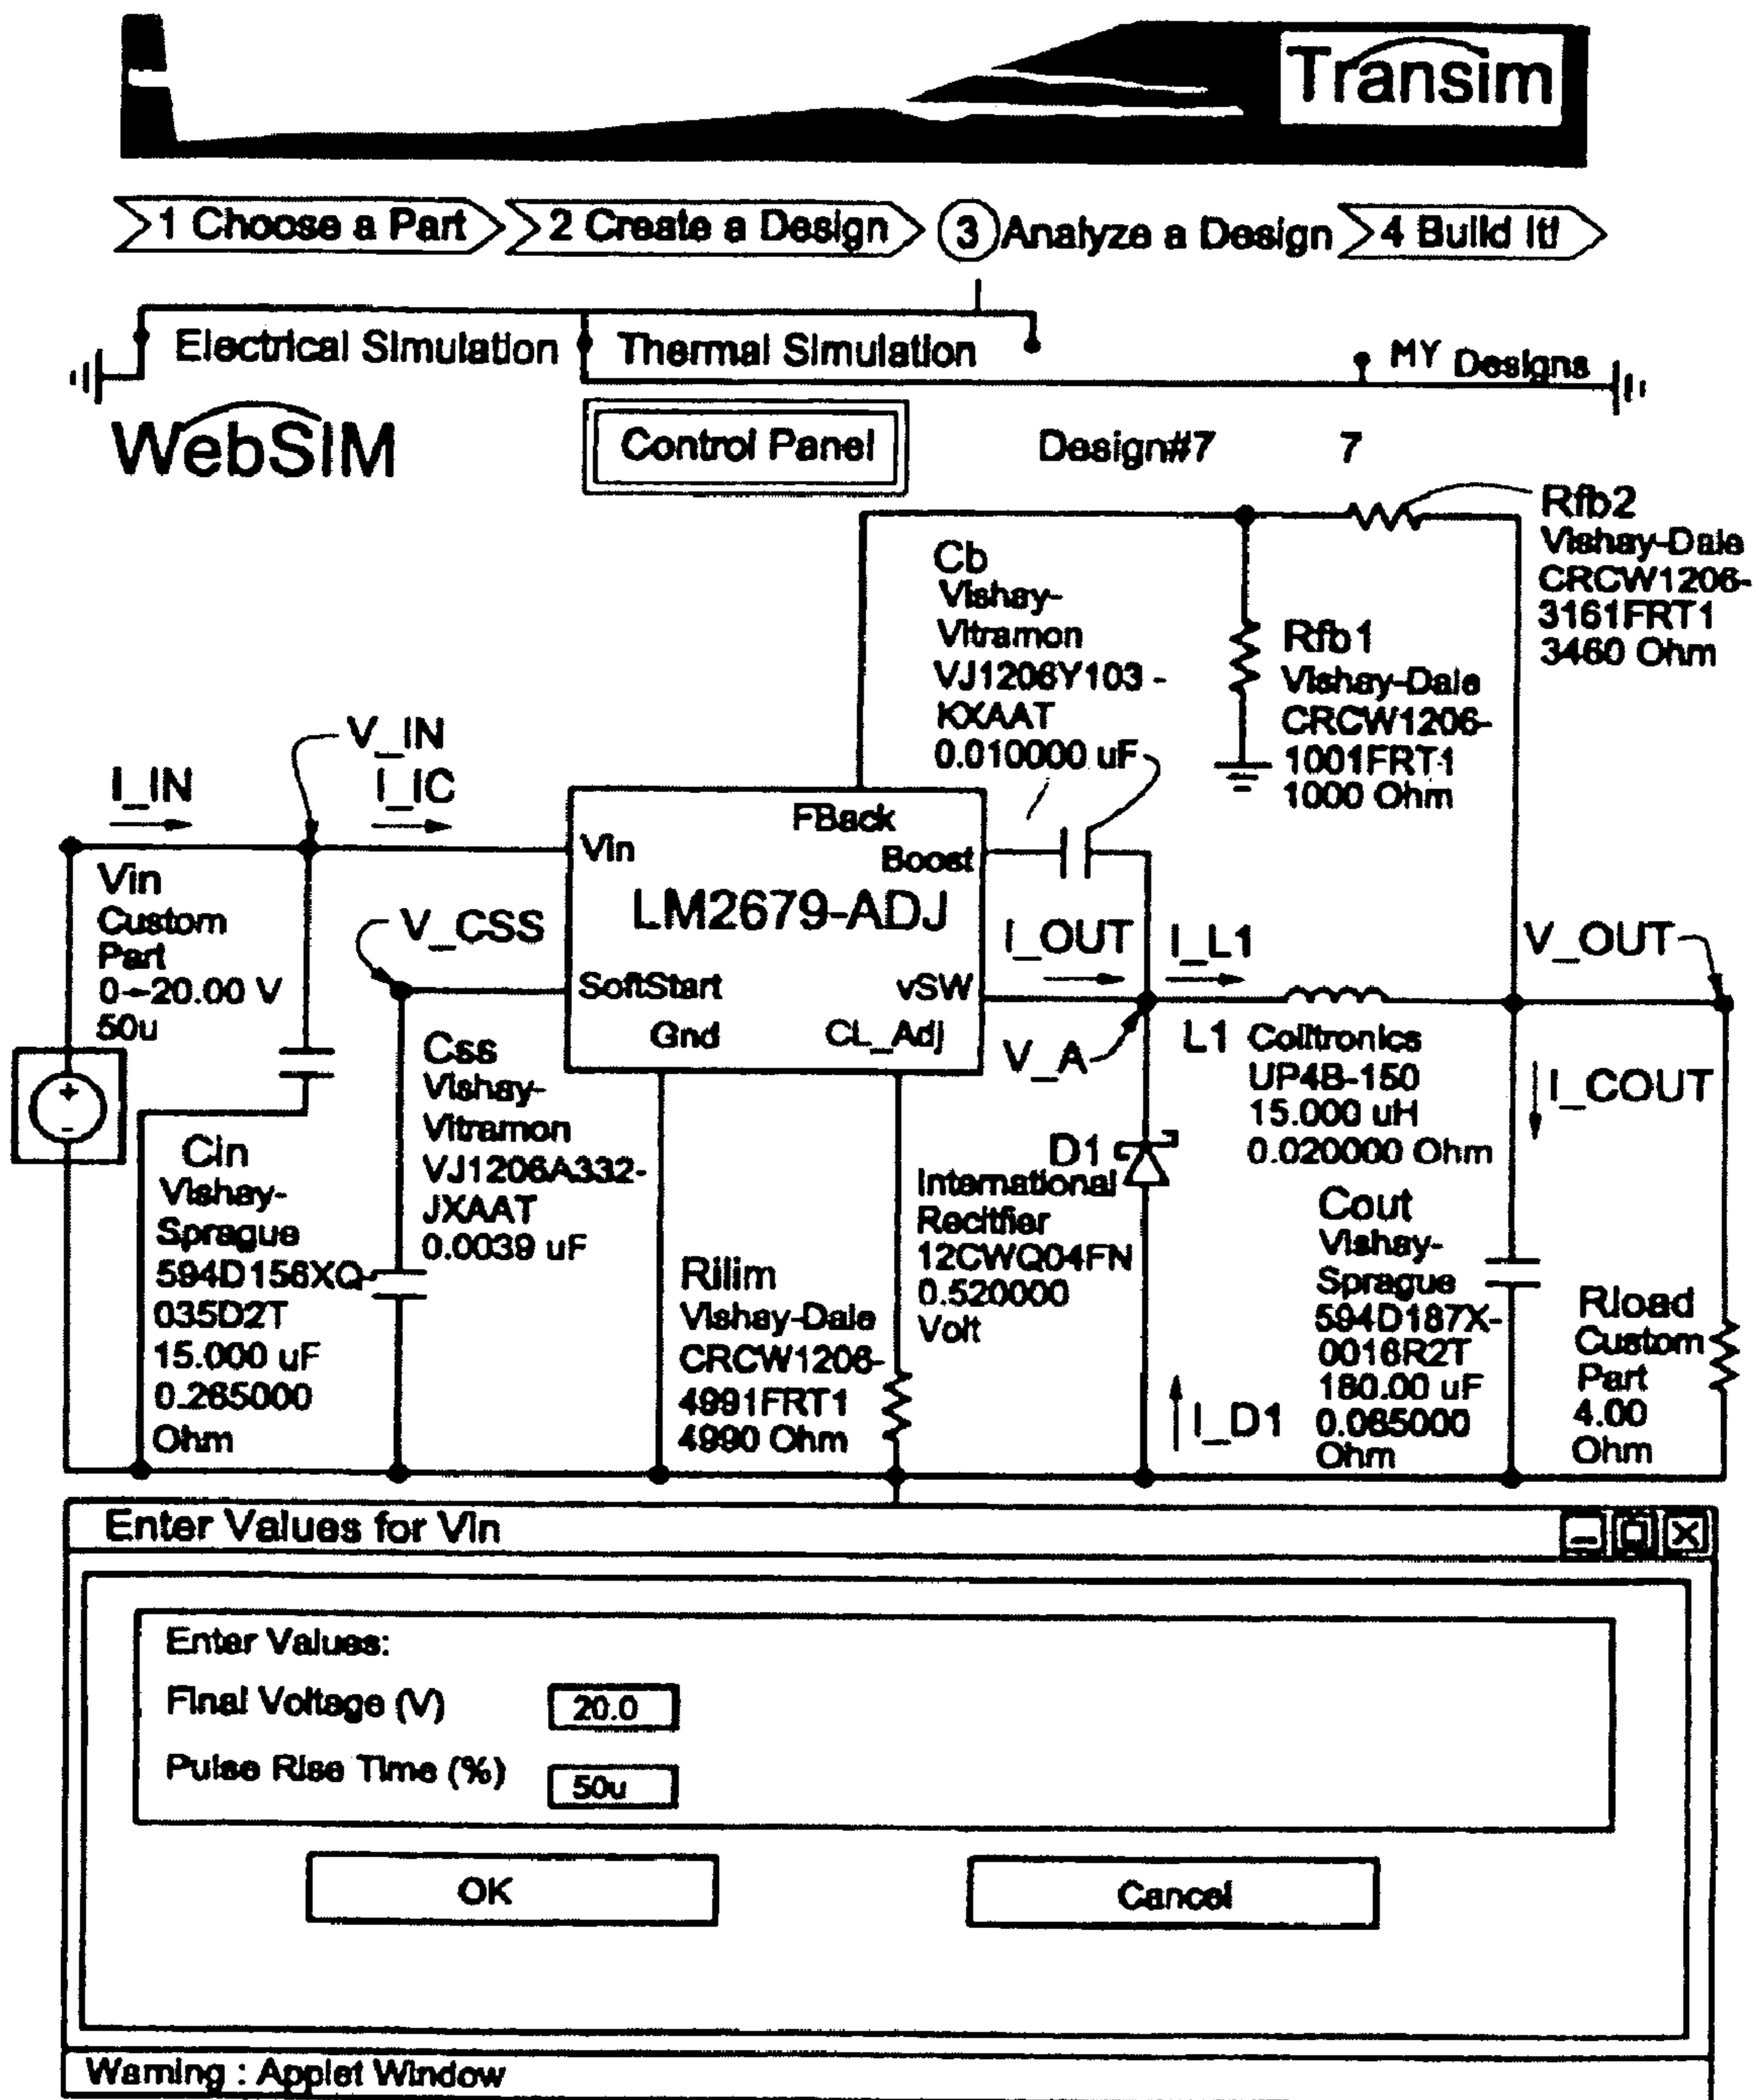 Transim
1 Choose a Part
2 Create a Design
3 Analyze a Design
4 Build It!
Electrical Simulation
Thermal Simulation
MY Designs
WebSIM
Control Panel
Design#7
7
Rfb2
Vishay-Dale
CRCW1206-
3161FRT1
3460 Ohm
Cb
Vishay-
Vitramon
VJ1206Y103 -
KXAAT
0.010000 uF
Rfb1
Vishay-Dale
CRCW1206-
1001FRT1
1000 Ohm
V_IN
I_IN
I_IC
Vin
FBack
Boost
LM2679-ADJ
SoftStart
vSW
Gnd
CL_Adj
Vin
Custom
Part
0-20.00 V
50u
+
-
V_CSS
I_OUT
I_L1
V_OUT
V_A
L1
Coiltronics
UP4B-150
15.000 uH
0.020000 Ohm
I_COUT
Css
Vishay-
Vitramon
VJ1206A332-
JXAAT
0.0039 uF
Cin
Vishay-
Sprague
594D156XQ-
035D2T
15.000 uF
0.265000
Ohm
Rilim
Vishay-Dale
CRCW1206-
4991FRT1
4990 Ohm
D1
International
Recitfier
12CWQ04FN
0.520000
Volt
I_D1
Cout
Vishay-
Sprague
594D187X-
0016R2T
180.00 uF
0.065000
Ohm
Rload
Custom
Part
4.00
Ohm
Enter Values for Vin
Enter Values:
Final Voltage (V)
20.0
Pulse Rise Time (%)
50u
OK
Cancel
Warning : Applet Window